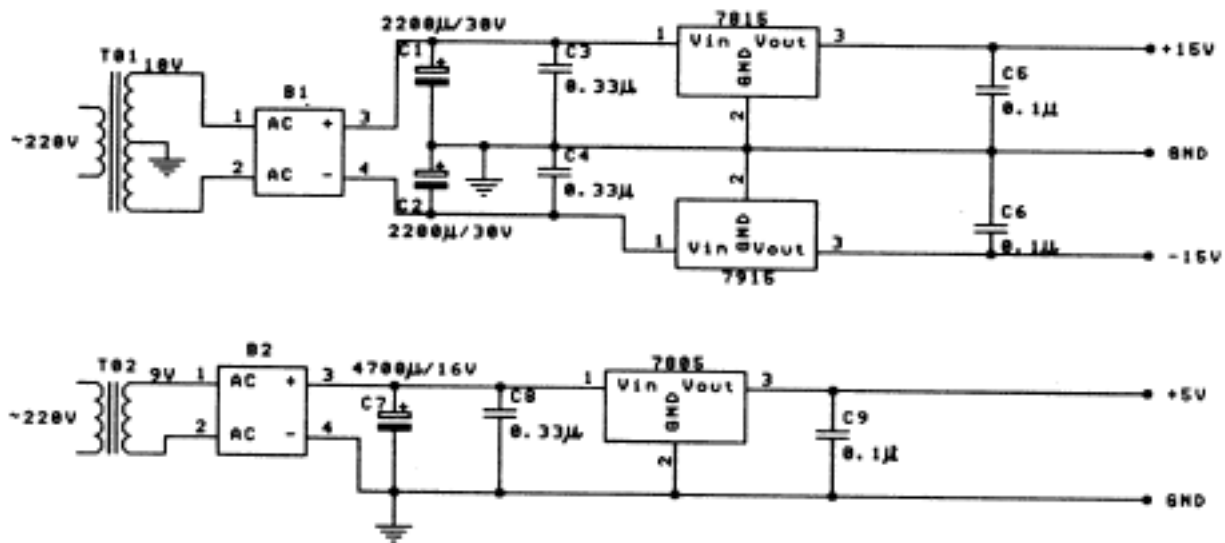 2200μ/30V
7815
T01
18V
B1
C1
C3
0.33μ
1
Vin
Vout
GND
3
+15V
C5
0.1μ
~220V
1
AC
+
3
2
AC
-
4
2
GND
C4
0.33μ
C2
2200μ/30V
2
1
Vin
GND
Vout
3
C6
0.1μ
-15V
7915
T02
9V
B2
4700μ/16V
7805
~220V
1
AC
+
3
2
AC
-
4
C7
C8
0.33μ
1
Vin
Vout
GND
3
2
C9
0.1μ
+5V
GND